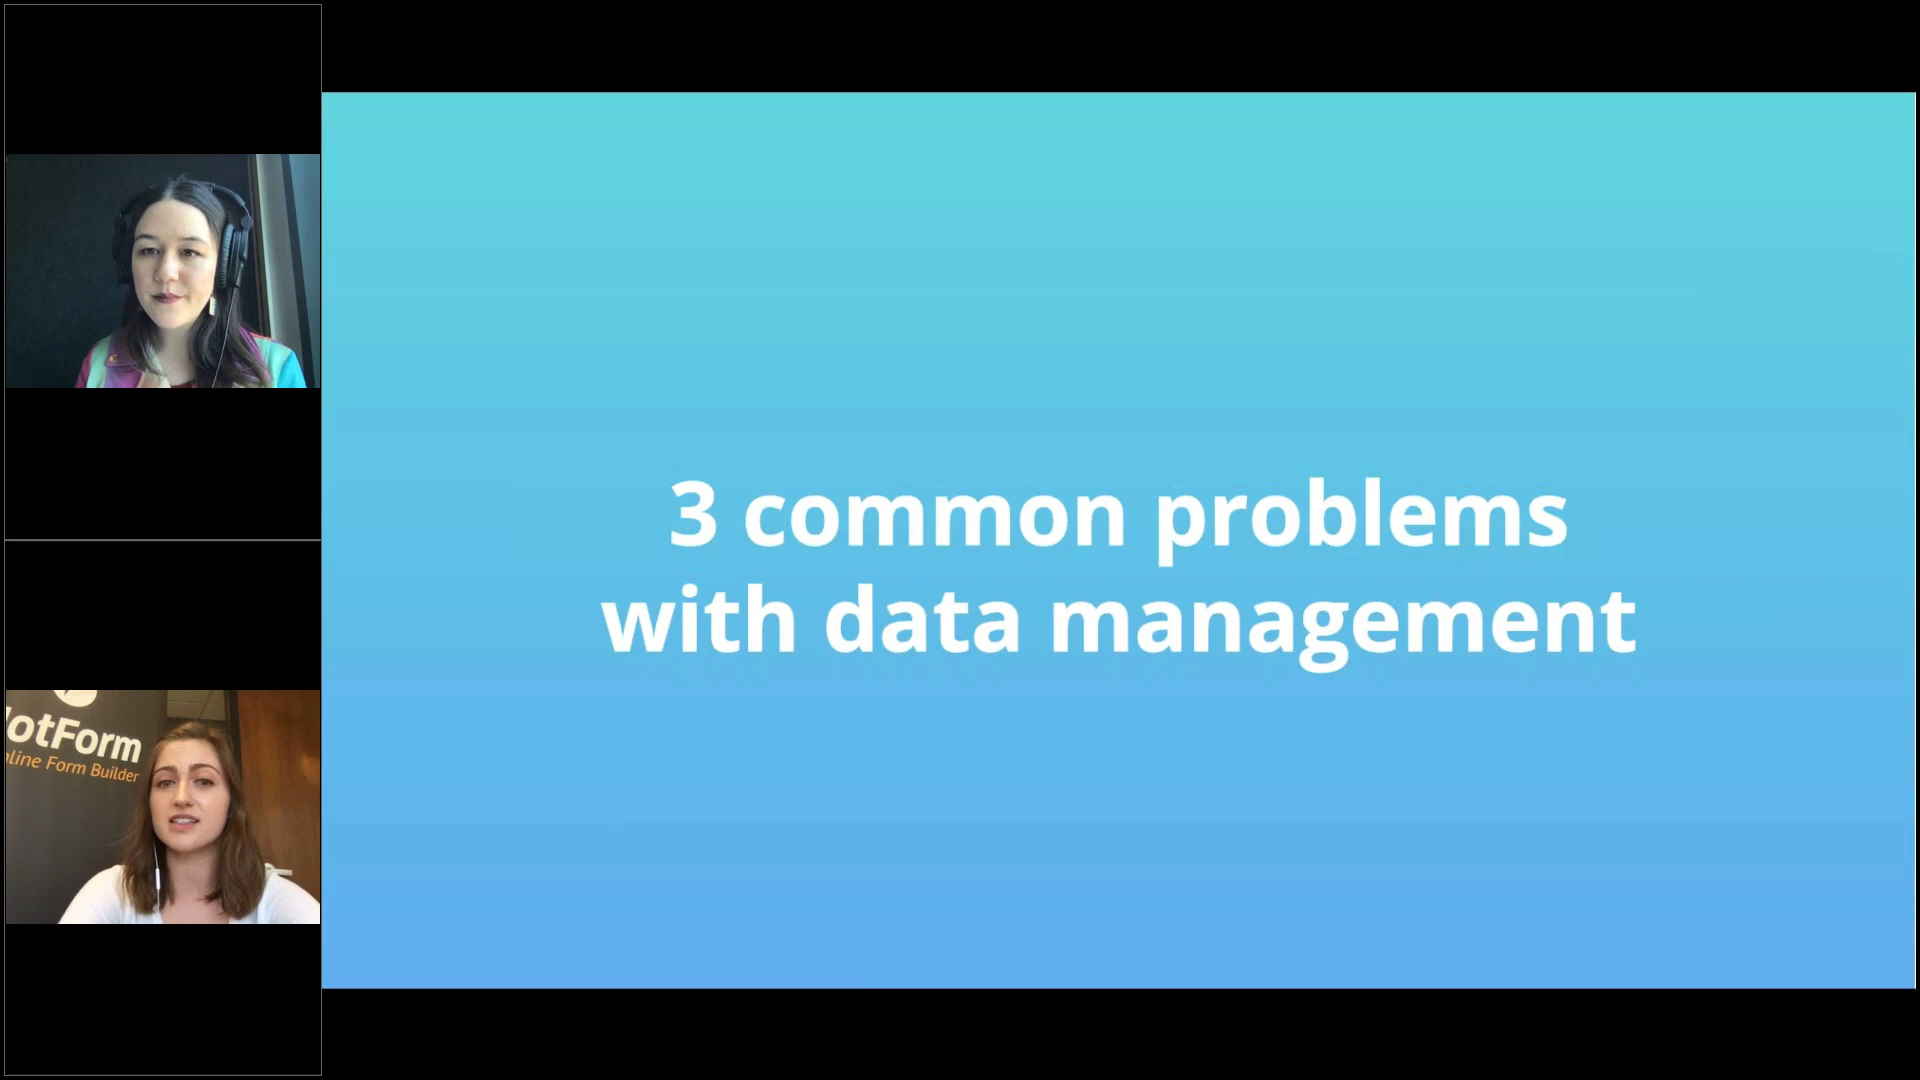 3 common problems
with data management
otForm
line Form Builder